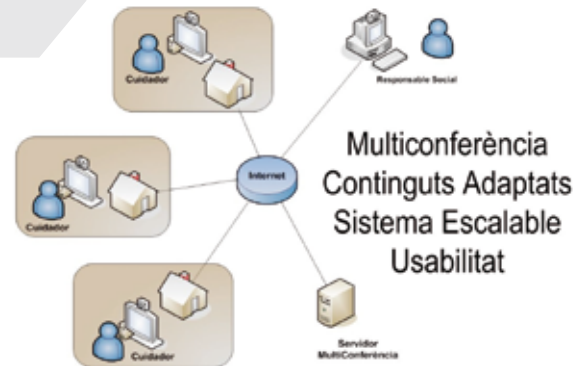 Cuidador
Responsable Social
Cuidador
Internet
Multiconferència
Continguts Adaptats
Sistema Escalable
Usabilitat
Cuidador
Servidor
MultiConferència